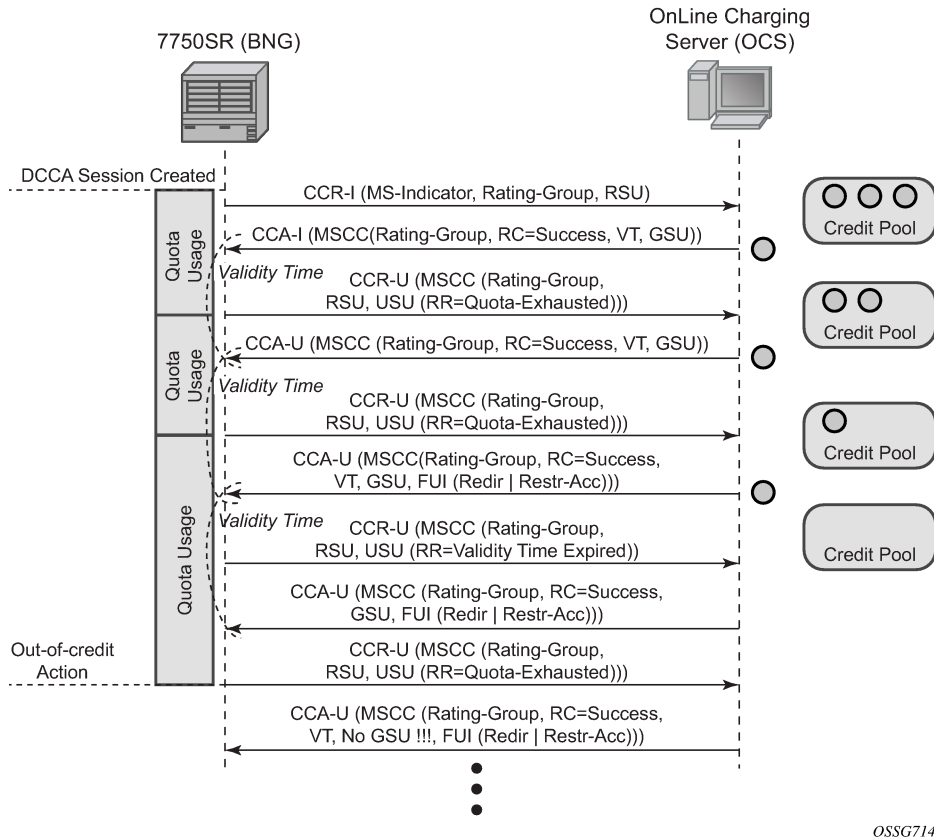 OnLine Charging
Server (OCS)
7750SR (BNG)
DCCA Session Created
CCR-I (MS-Indicator, Rating-Group, RSU)
Credit Pool
CCA-I (MSCC(Rating-Group, RC=Success, VT, GSU))
Quota
Usage
Validity Time
CCR-U (MSCC (Rating-Group,
RSU, USU (RR=Quota-Exhausted)))
Credit Pool
CCA-U (MSCC (Rating-Group, RC=Success, VT, GSU))
Quota
Usage
Validity Time
CCR-U (MSCC (Rating-Group,
RSU, USU (RR=Quota-Exhausted)))
Credit Pool
CCA-U (MSCC(Rating-Group, RC=Success,
VT, GSU, FUI (Redir | Restr-Acc)))
Validity Time
CCR-U (MSCC (Rating-Group,
RSU, USU (RR=Validity Time Expired))
Credit Pool
Quota Usage
CCA-U (MSCC (Rating-Group, RC=Success,
GSU, FUI (Redir | Restr-Acc)))
Out-of-credit
Action
CCR-U (MSCC (Rating-Group,
RSU, USU (RR=Quota-Exhausted)))
CCA-U (MSCC (Rating-Group, RC=Success,
VT, No GSU !!!, FUI (Redir | Restr-Acc)))
OSSG714